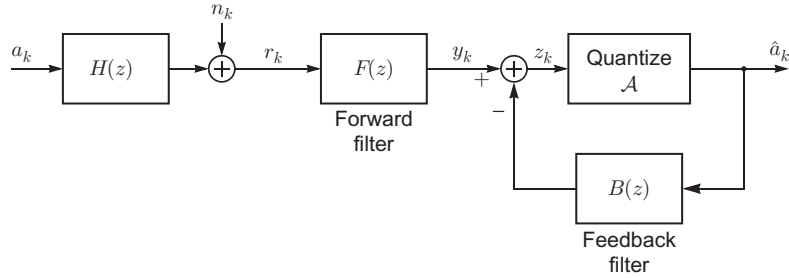 n_k
a_k
H(z)
r_k
F(z)
y_k
+
z_k
Quantize
𝒜
â_k
Forward
filter
−
B(z)
Feedback
filter